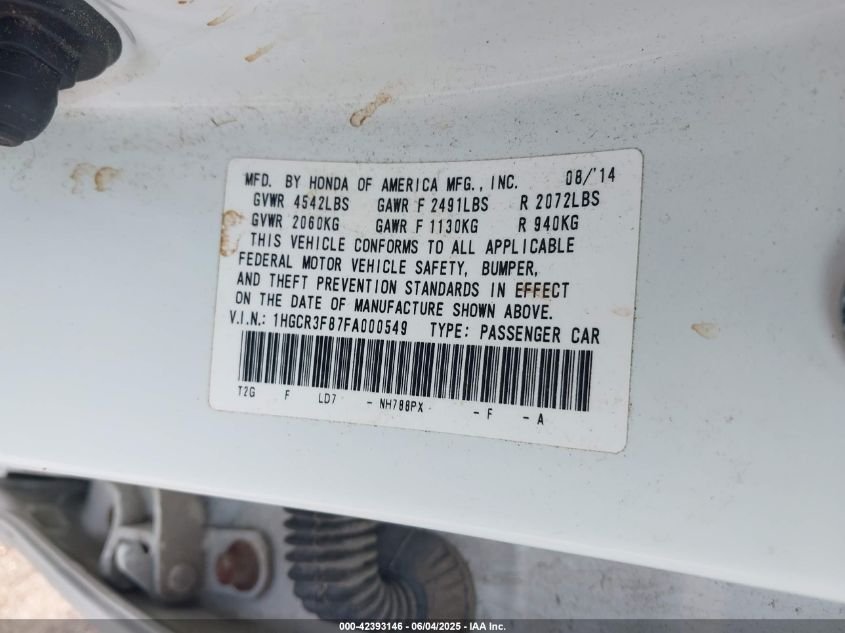 MFD. BY HONDA OF AMERICA MFG., INC. 08/'14
GVWR 4542LBS GAWR F 2491LBS R 2072LBS
GVWR 2060KG GAWR F 1130KG R 940KG
THIS VEHICLE CONFORMS TO ALL APPLICABLE
FEDERAL MOTOR VEHICLE SAFETY, BUMPER,
AND THEFT PREVENTION STANDARDS IN EFFECT
ON THE DATE OF MANUFACTURE SHOWN ABOVE.
V.I.N.: 1HGCR3F87FA000549 TYPE: PASSENGER CAR
T2G F LD7 - NH788PX - F - A
000-42393146 - 06/04/2025 - IAA Inc.